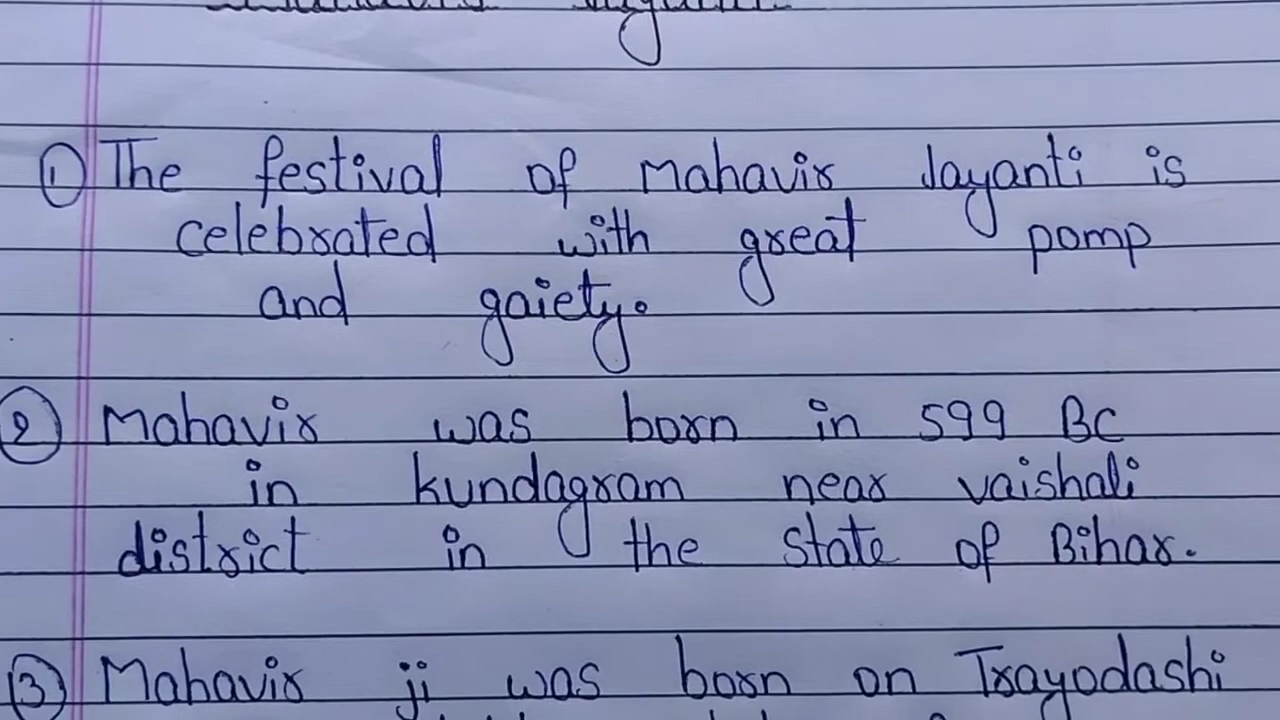 ① The festival of Mahavir Jayanti is
celebrated with great pomp
and gaiety.
② Mahavir was born in 599 BC
in kundagram near vaishali
district in the state of Bihar.
③ Mahavir ji was born on Trayodashi